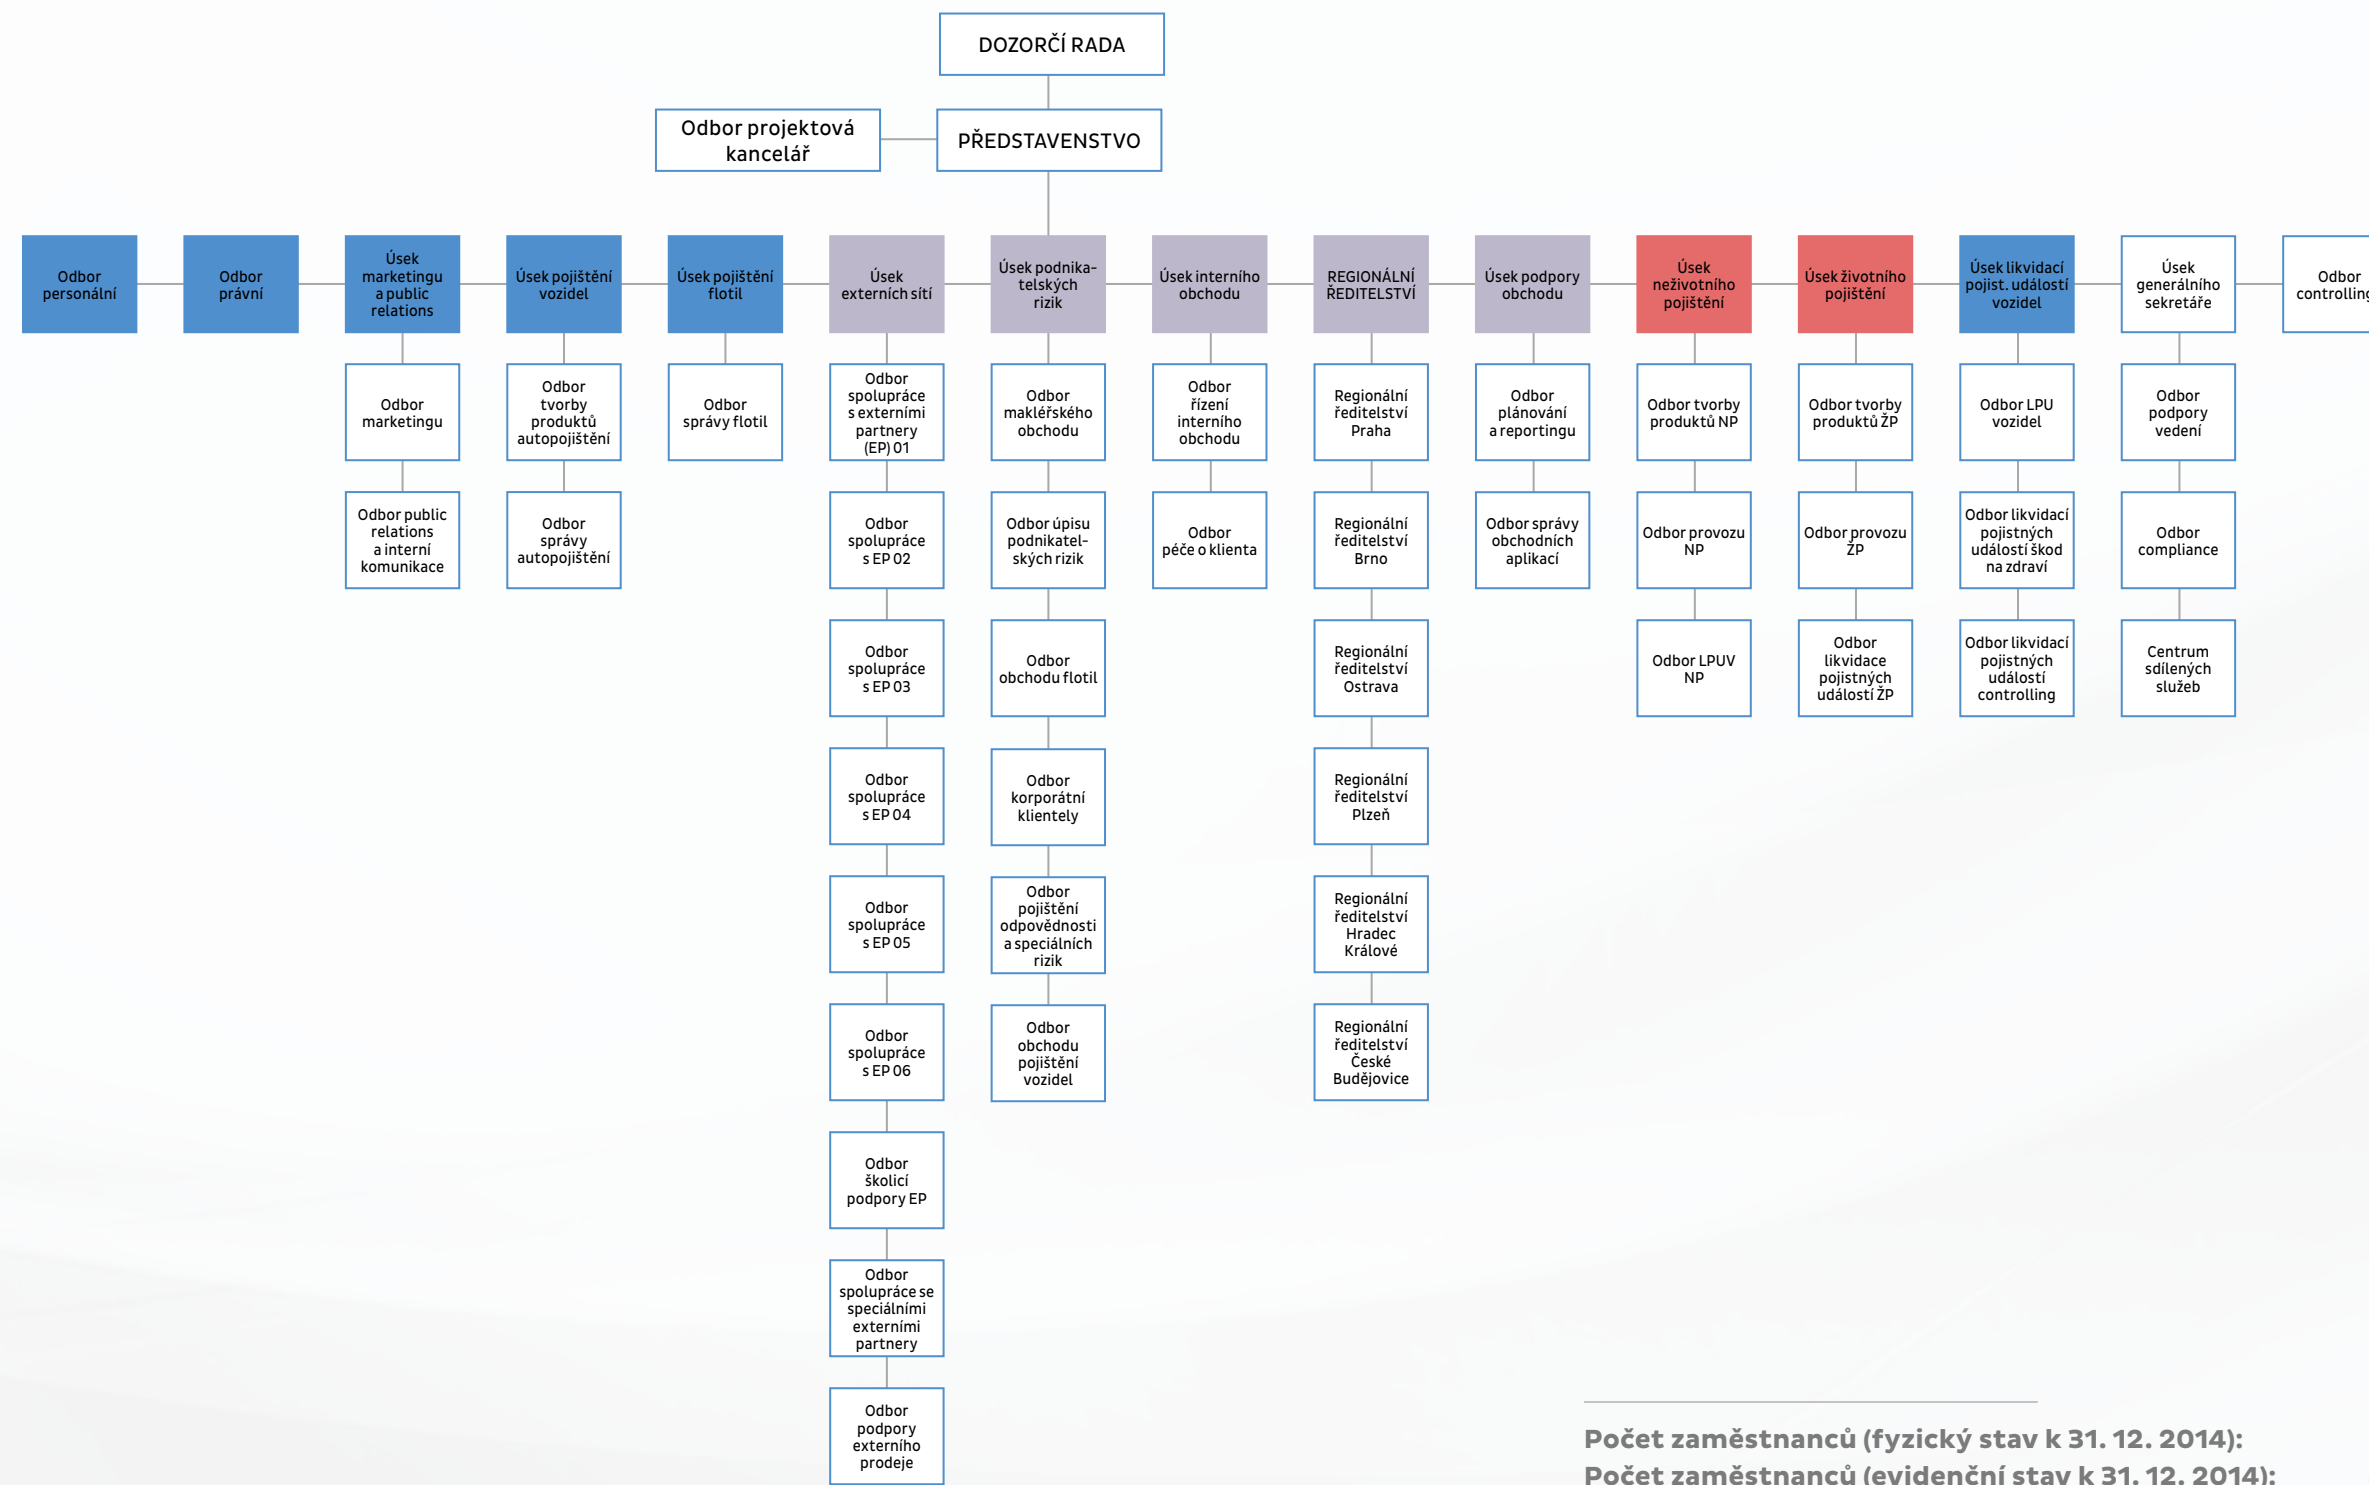 DOZORČÍ RADA
Odbor projektová
kancelář
PŘEDSTAVENSTVO
Odbor
personální
Odbor
právní
Úsek
marketingu
a public
relations
Úsek pojištění
vozidel
Úsek pojištění
flotil
Úsek
externích sítí
Úsek podnika-
telských
rizik
Úsek interního
obchodu
REGIONÁLNÍ
ŘEDITELSTVÍ
Úsek podpory
obchodu
Úsek
neživotního
pojištění
Úsek životního
pojištění
Úsek likvidací
pojist. událostí
vozidel
Úsek
generálního
sekretáře
Odbor
controlling
Odbor
marketingu
Odbor
tvorby
produktů
autopojištění
Odbor
správy flotil
Odbor
spolupráce
s externími
partnery
(EP) 01
Odbor
makléřského
obchodu
Odbor
řízení
interního
obchodu
Regionální
ředitelství
Praha
Odbor
plánování
a reportingu
Odbor tvorby
produktů NP
Odbor tvorby
produktů ŽP
Odbor LPU
vozidel
Odbor
podpory
vedení
Odbor public
relations
a interní
komunikace
Odbor
správy
autopojištění
Odbor
spolupráce
s EP 02
Odbor úpisu
podnikatel-
ských rizik
Odbor
péče o klienta
Regionální
ředitelství
Brno
Odbor správy
obchodních
aplikací
Odbor provozu
NP
Odbor provozu
ŽP
Odbor likvidací
pojistných
událostí škod
na zdraví
Odbor
compliance
Odbor
spolupráce
s EP 03
Odbor
obchodu flotil
Regionální
ředitelství
Ostrava
Odbor LPUV
NP
Odbor
likvidace
pojistných
událostí ŽP
Odbor likvidací
pojistných
událostí
controlling
Centrum
sdílených
služeb
Odbor
spolupráce
s EP 04
Odbor
korporátní
klientely
Regionální
ředitelství
Plzeň
Odbor
spolupráce
s EP 05
Odbor
pojištění
odpovědnosti
a speciálních
rizik
Regionální
ředitelství
Hradec
Králové
Odbor
spolupráce
s EP 06
Odbor
obchodu
pojištění
vozidel
Regionální
ředitelství
České
Budějovice
Odbor
školicí
podpory EP
Odbor
spolupráce se
speciálními
externími
partnery
Odbor
podpory
externího
prodeje
Počet zaměstnanců (fyzický stav k 31. 12. 2014):
Počet zaměstnanců (evidenční stav k 31. 12. 2014):